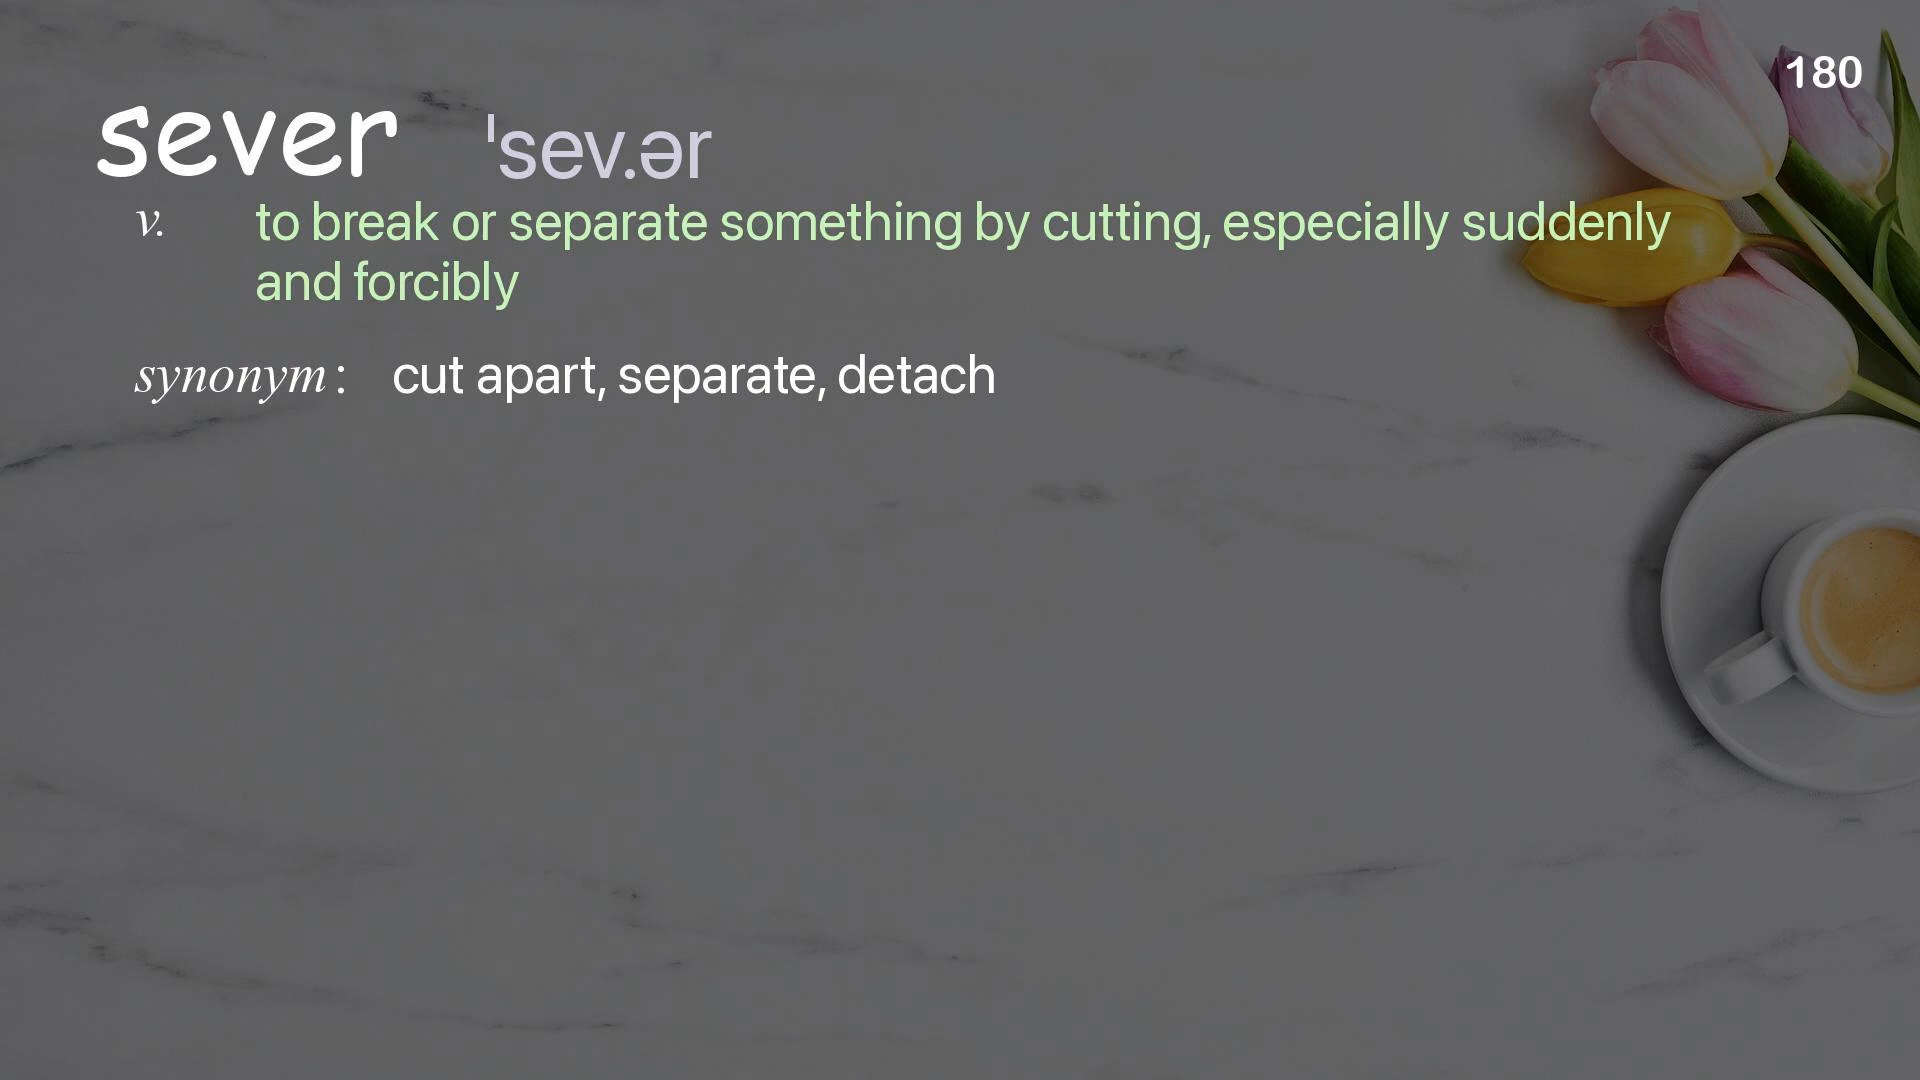 180
sever ˈsev.ər
v. to break or separate something by cutting, especially suddenly
and forcibly
synonym : cut apart, separate, detach